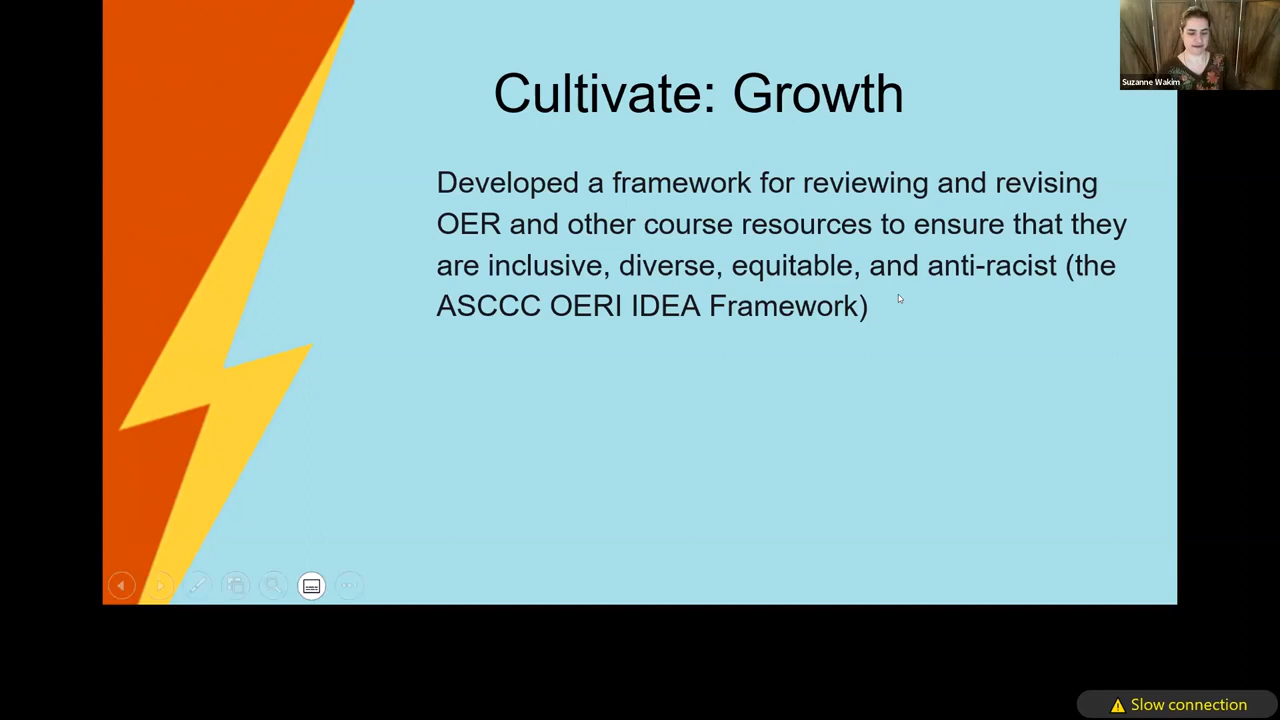 Cultivate: Growth
Suzanne Wakim
Developed a framework for reviewing and revising
OER and other course resources to ensure that they
are inclusive, diverse, equitable, and anti-racist (the
ASCCC OERI IDEA Framework)
Slow connection